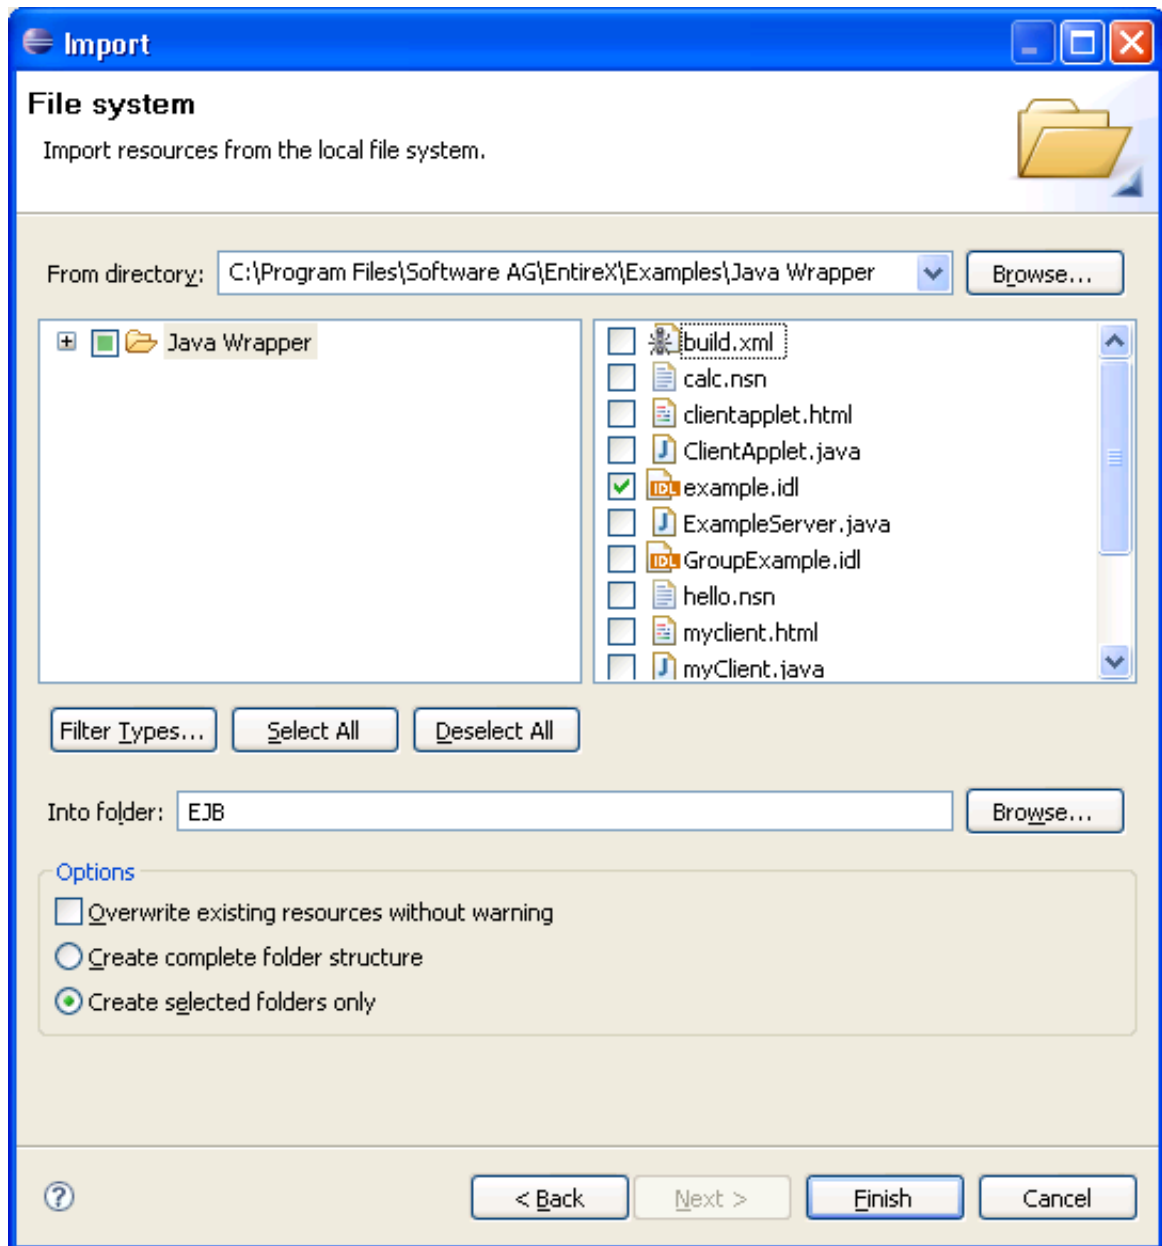 Import
File system
Import resources from the local file system.
From directory: C:\Program Files\Software AG\EntireX\Examples\Java Wrapper Browse...
Java Wrapper
build.xml
calc.nsn
clientapplet.html
ClientApplet.java
IDL example.idl
J ExampleServer.java
IDL GroupExample.idl
hello.nsn
myclient.html
myClient.java
Filter Types... Select All Deselect All
Into folder: EJB Browse...
Options
Overwrite existing resources without warning
Create complete folder structure
Create selected folders only
? < Back Next > Finish Cancel